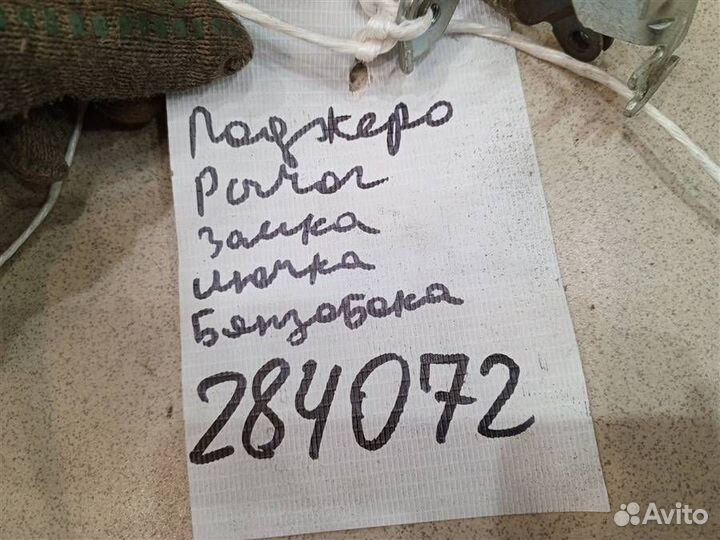 Паджеро
Рычаг
Замка
лючка
Бензобака
284072
Avito